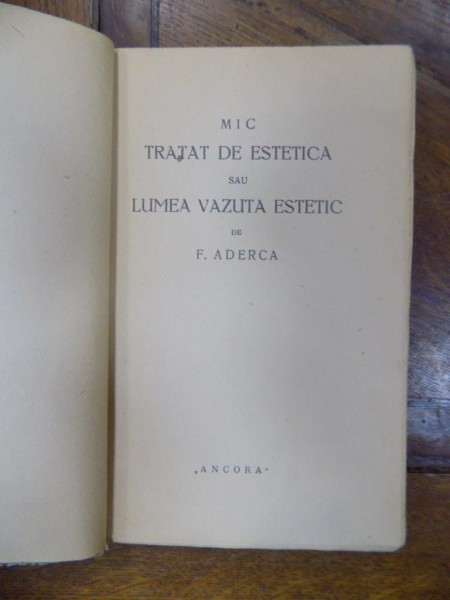 MIC
TRATAT DE ESTETICA
SAU
LUMEA VAZUTA ESTETIC
DE
F. ADERCA
„ANCORA“